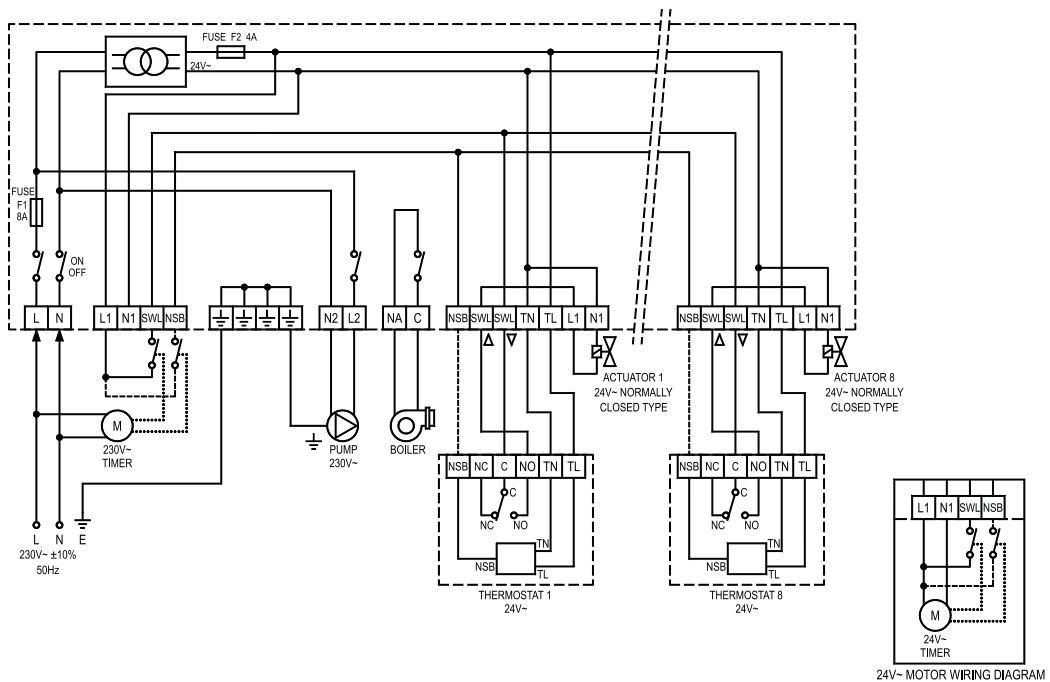 FUSE F2 4A
24V~
FUSE
F1
8A
ON
OFF
L N L1 N1 SWL NSB N2 L2 NA C NSB SWL SWL TN TL L1 N1 NSB SWL SWL TN TL L1 N1
ACTUATOR 1
24V~ NORMALLY
CLOSED TYPE
ACTUATOR 8
24V~ NORMALLY
CLOSED TYPE
M
230V~
TIMER
PUMP
230V~
BOILER
NSB NC C NO TN TL
C
NC NO
TN
NSB
TL
THERMOSTAT 1
24V~
NSB NC C NO TN TL
C
NC NO
TN
NSB
TL
THERMOSTAT 8
24V~
L N E
230V~ ±10%
50Hz
L1 N1 SWL NSB
M
24V~
TIMER
24V~ MOTOR WIRING DIAGRAM